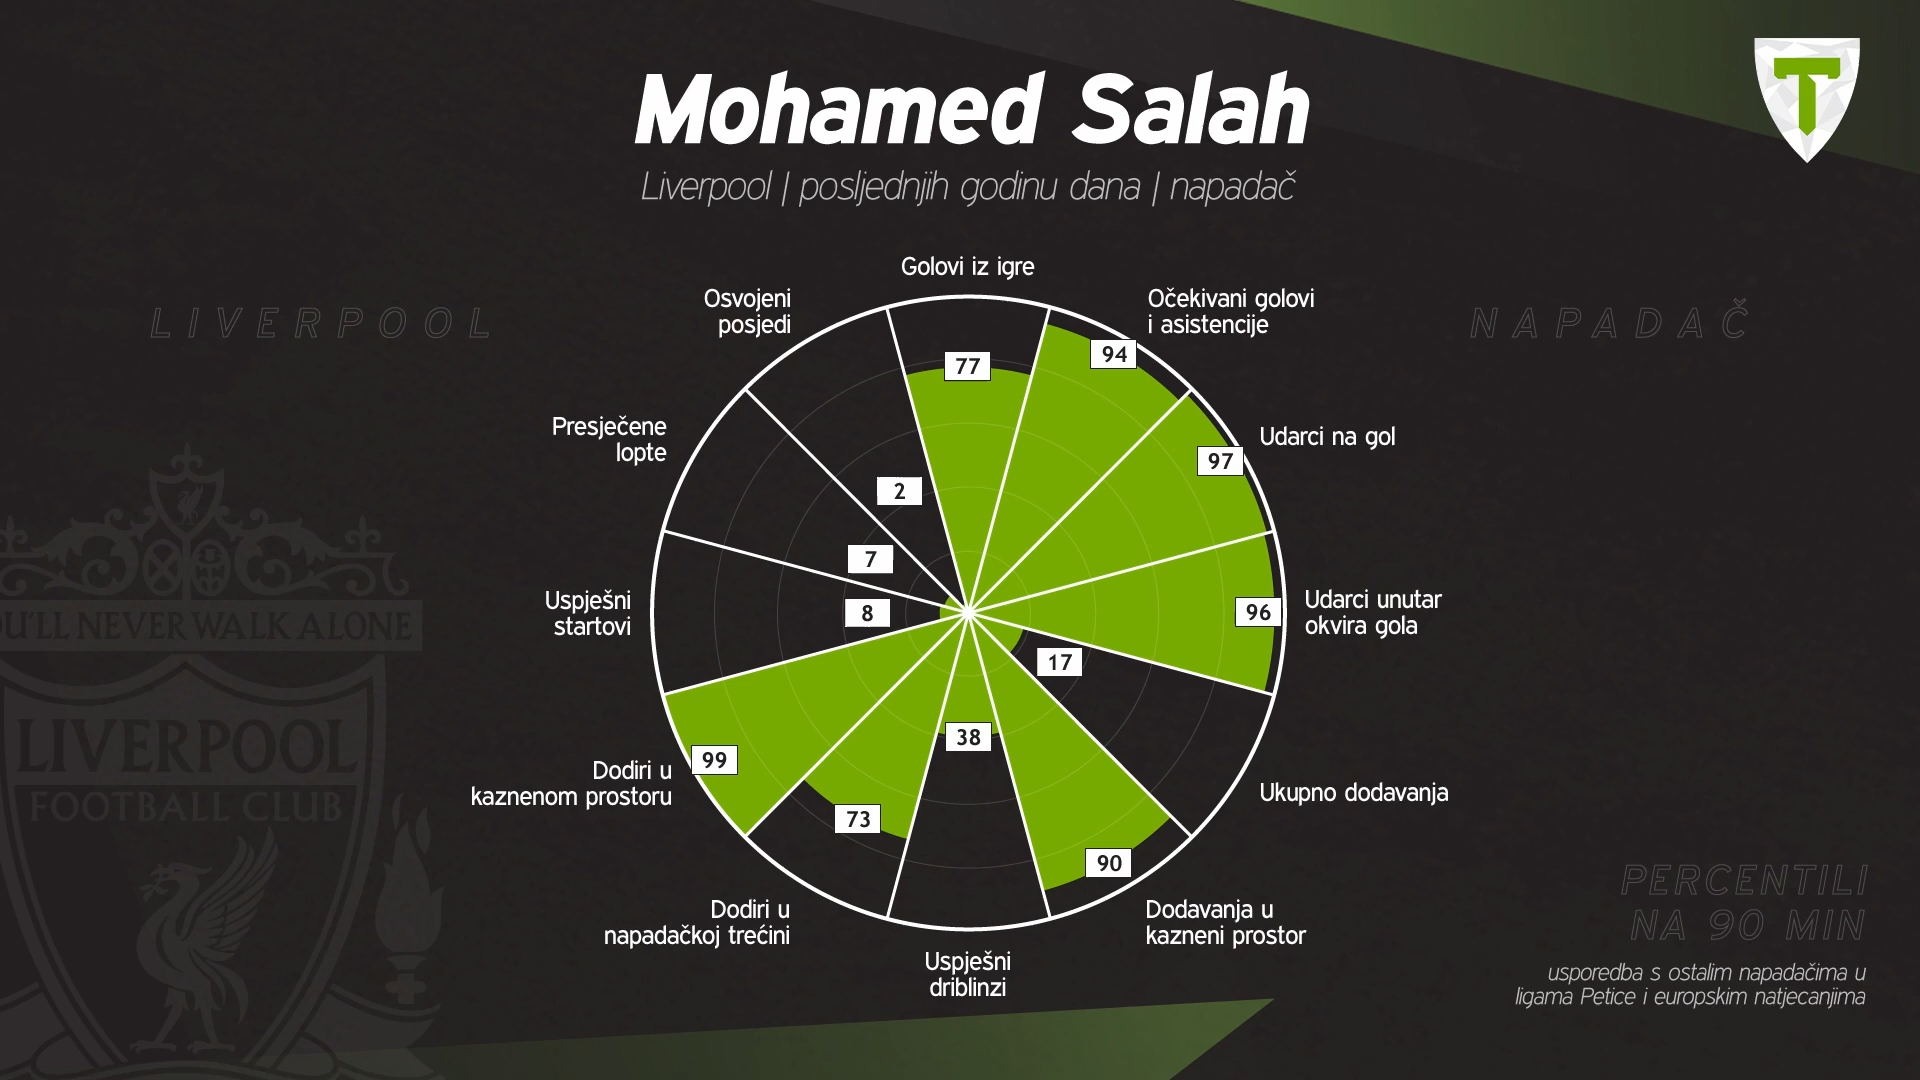 Mohamed Salah
Liverpool | posljednjih godinu dana | napadač
LIVERPOOL
NAPADAČ
Golovi iz igre
77
Očekivani golovi
i asistencije
94
Udarci na gol
97
Udarci unutar
okvira gola
96
Ukupno dodavanja
17
Dodavanja u
kazneni prostor
90
Uspješni
driblinzi
38
Dodiri u
napadačkoj trećini
73
Dodiri u
kaznenom prostoru
99
Uspješni
startovi
8
Presječene
lopte
7
Osvojeni
posjedi
2
U'LL NEVER WALK ALONE
LIVERPOOL
FOOTBALL CLUB
PERCENTILI
NA 90 MIN
usporedba s ostalim napadačima u
ligama Petice i europskim natjecanjima
T